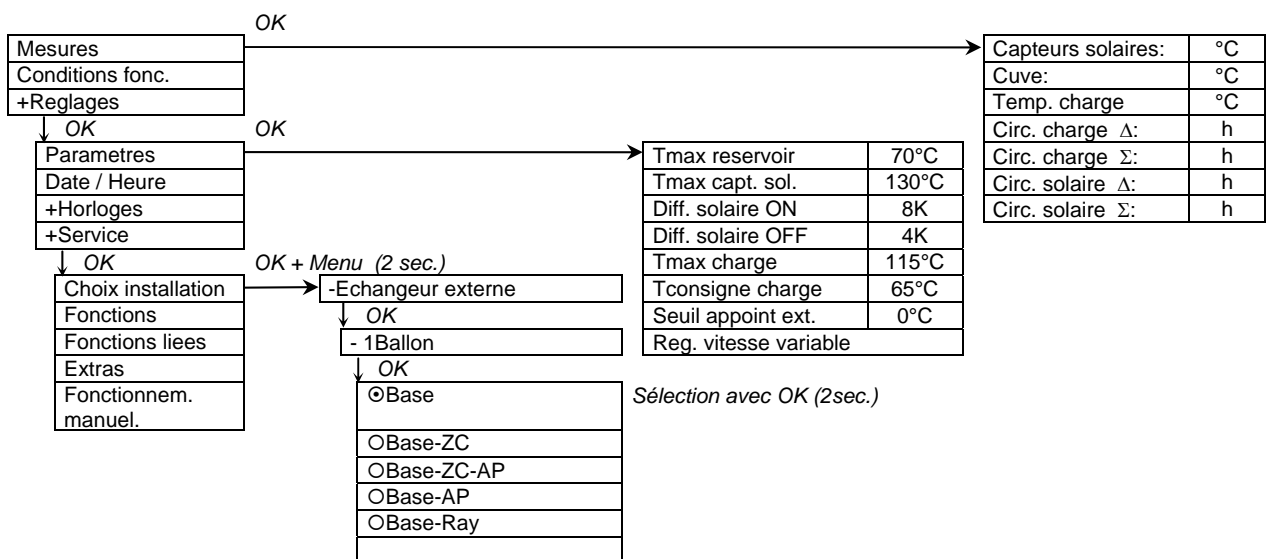 OK
Mesures
Conditions fonc.
+Reglages
Capteurs solaires: °C
Cuve: °C
Temp. charge °C
Circ. charge Δ: h
Circ. charge Σ: h
Circ. solaire Δ: h
Circ. solaire Σ: h
OK
OK
Parametres
Date / Heure
+Horloges
+Service
Tmax reservoir 70°C
Tmax capt. sol. 130°C
Diff. solaire ON 8K
Diff. solaire OFF 4K
Tmax charge 115°C
Tconsigne charge 65°C
Seuil appoint ext. 0°C
Reg. vitesse variable
OK
OK + Menu (2 sec.)
Choix installation
Fonctions
Fonctions liees
Extras
Fonctionnem.
manuel.
-Echangeur externe
OK
- 1Ballon
OK
⊙Base
Sélection avec OK (2sec.)
○Base-ZC
○Base-ZC-AP
○Base-AP
○Base-Ray